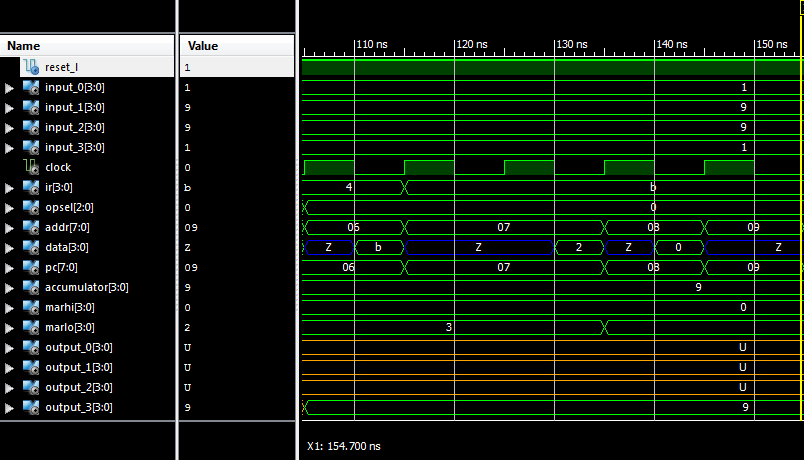 Name Value 110 ns 120 ns 130 ns 140 ns 150 ns
reset_l 1
input_0[3:0] 1 1
input_1[3:0] 9 9
input_2[3:0] 9 9
input_3[3:0] 1 1
clock 0
ir[3:0] b 4 b
opsel[2:0] 0 0
addr[7:0] 09 06 07 08 09
data[3:0] Z Z b Z 2 Z 0 Z
pc[7:0] 09 06 07 08 09
accumulator[3:0] 9 9
marhi[3:0] 0 0
marlo[3:0] 2 3
output_0[3:0] U U
output_1[3:0] U U
output_2[3:0] U U
output_3[3:0] 9 9
X1: 154.700 ns